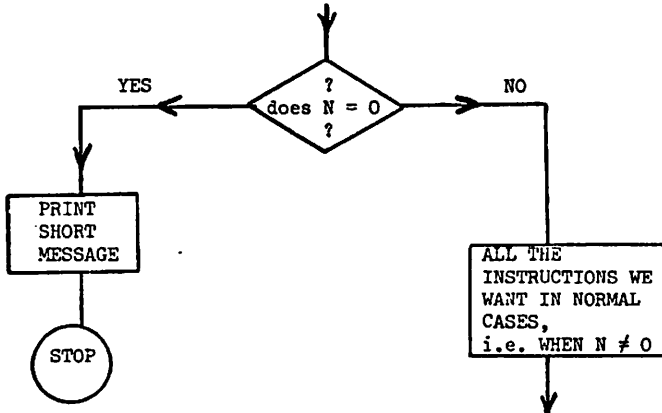 YES
?
does N = 0
?
NO
PRINT
SHORT
MESSAGE
STOP
ALL THE
INSTRUCTIONS WE
WANT IN NORMAL
CASES,
i.e. WHEN N ≠ 0